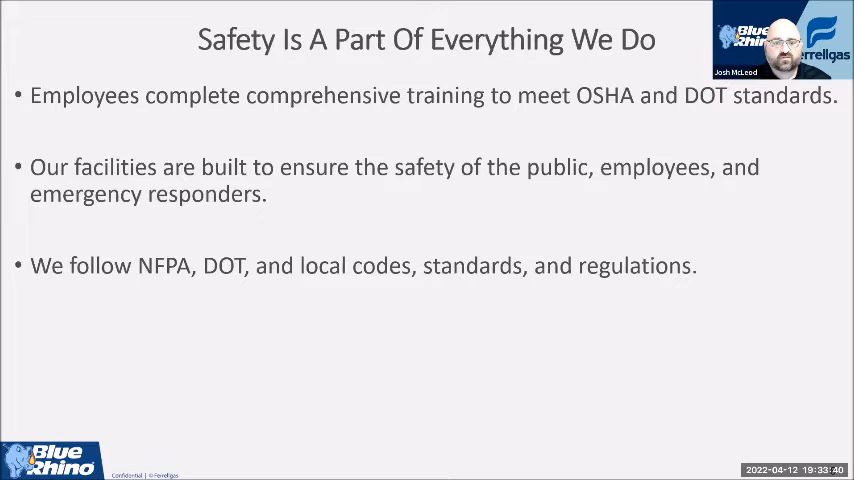 Safety Is A Part Of Everything We Do
Blue
Rhino
Ferrellgas
Josh McLeod
• Employees complete comprehensive training to meet OSHA and DOT standards.
• Our facilities are built to ensure the safety of the public, employees, and
emergency responders.
• We follow NFPA, DOT, and local codes, standards, and regulations.
Blue
Rhino
Confidential | © Ferrellgas
2022-04-12 19:33:40